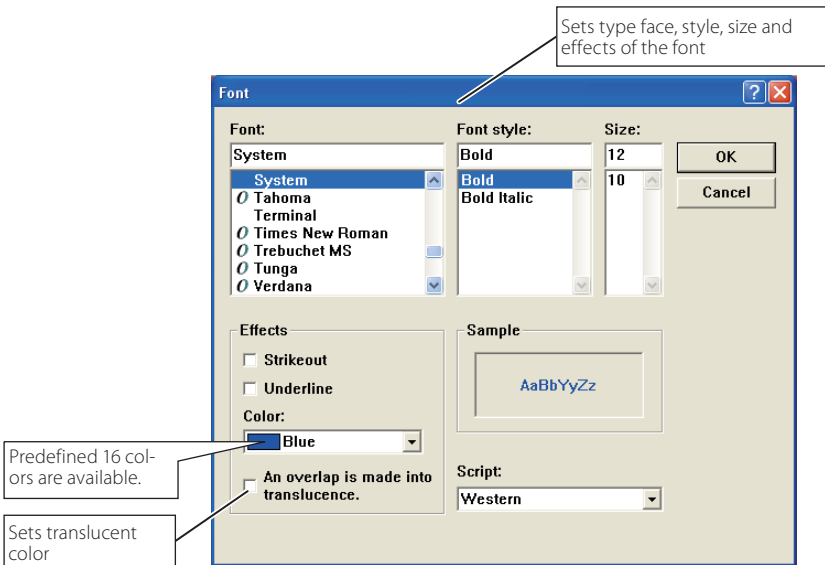 Sets type face, style, size and
effects of the font
Font
Font: Font style: Size:
System Bold 12 OK
System Bold 10 Cancel
Tahoma Bold Italic
Terminal
Times New Roman
Trebuchet MS
Tunga
Verdana
Effects Sample
Strikeout
AaBbYyZz
Underline
Color:
Blue
Predefined 16 col-
ors are available.
An overlap is made into
translucence.
Script:
Western
Sets translucent
color